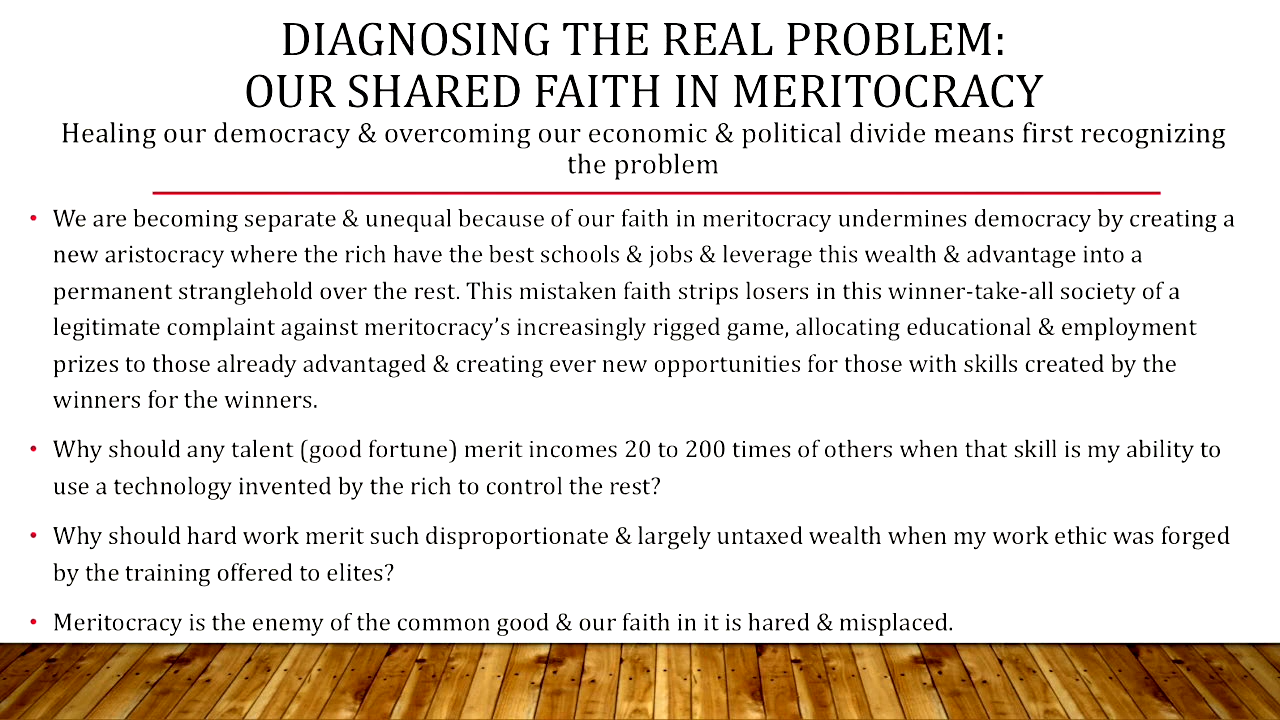 DIAGNOSING THE REAL PROBLEM:
OUR SHARED FAITH IN MERITOCRACY
Healing our democracy & overcoming our economic & political divide means first recognizing
the problem
• We are becoming separate & unequal because of our faith in meritocracy undermines democracy by creating a
new aristocracy where the rich have the best schools & jobs & leverage this wealth & advantage into a
permanent stranglehold over the rest. This mistaken faith strips losers in this winner-take-all society of a
legitimate complaint against meritocracy’s increasingly rigged game, allocating educational & employment
prizes to those already advantaged & creating ever new opportunities for those with skills created by the
winners for the winners.
• Why should any talent (good fortune) merit incomes 20 to 200 times of others when that skill is my ability to
use a technology invented by the rich to control the rest?
• Why should hard work merit such disproportionate & largely untaxed wealth when my work ethic was forged
by the training offered to elites?
• Meritocracy is the enemy of the common good & our faith in it is hared & misplaced.